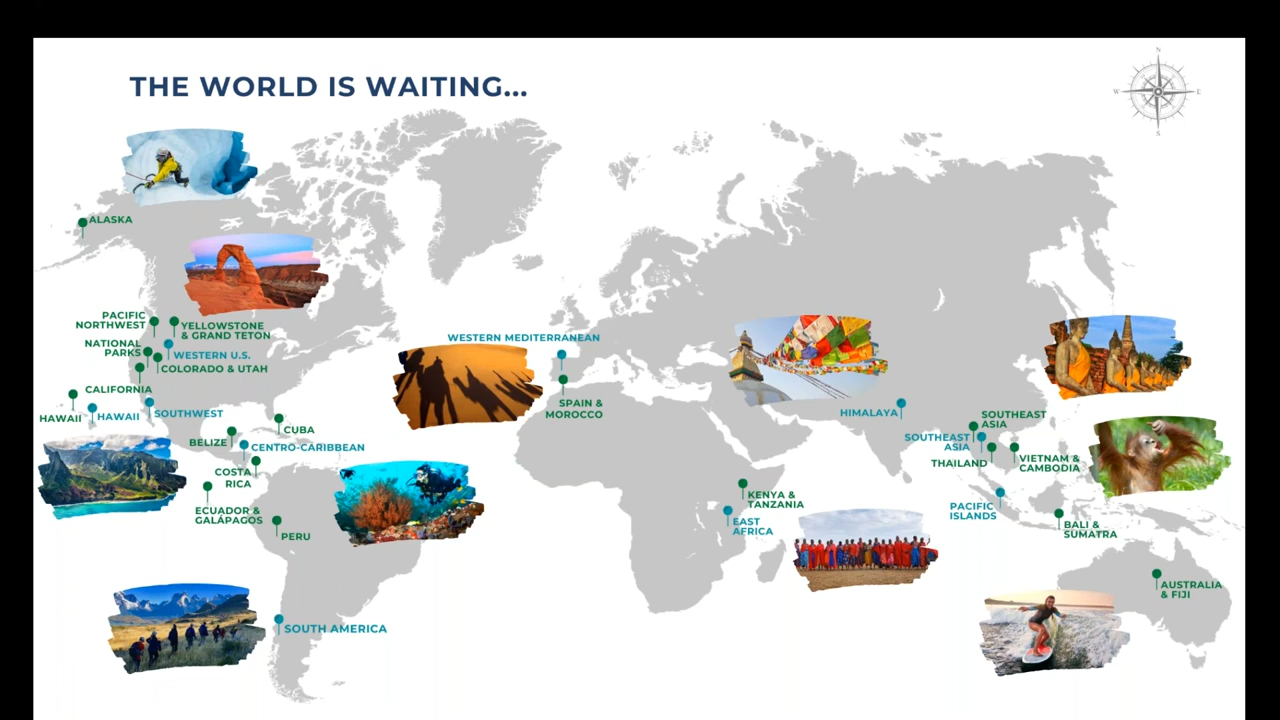 THE WORLD IS WAITING...
N
W
E
S
ALASKA
PACIFIC
NORTHWEST
YELLOWSTONE
& GRAND TETON
NATIONAL
PARKS
WESTERN U.S.
COLORADO & UTAH
CALIFORNIA
HAWAII
HAWAII
SOUTHWEST
BELIZE
CUBA
CENTRO-CARIBBEAN
COSTA
RICA
ECUADOR &
GALÁPAGOS
PERU
SOUTH AMERICA
WESTERN MEDITERRANEAN
SPAIN &
MOROCCO
KENYA &
TANZANIA
EAST
AFRICA
HIMALAYA
SOUTHEAST
ASIA
SOUTHEAST
ASIA
THAILAND
VIETNAM &
CAMBODIA
PACIFIC
ISLANDS
BALI &
SUMATRA
AUSTRALIA
& FIJI